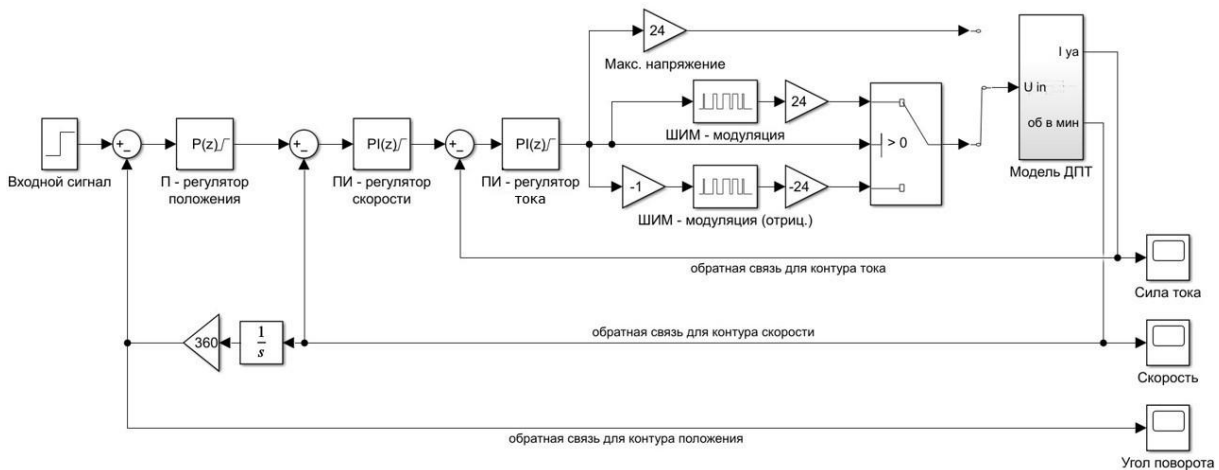 24
Макс. напряжение
I ya
U in
об в мин
Модель ДПТ
24
ШИМ - модуляция
> 0
-1
-24
ШИМ - модуляция (отриц.)
Входной сигнал
+
-
P(z)
П - регулятор
положения
+
-
PI(z)
ПИ - регулятор
скорости
+
-
PI(z)
ПИ - регулятор
тока
обратная связь для контура тока
Сила тока
360
1
s
обратная связь для контура скорости
Скорость
обратная связь для контура положения
Угол поворота